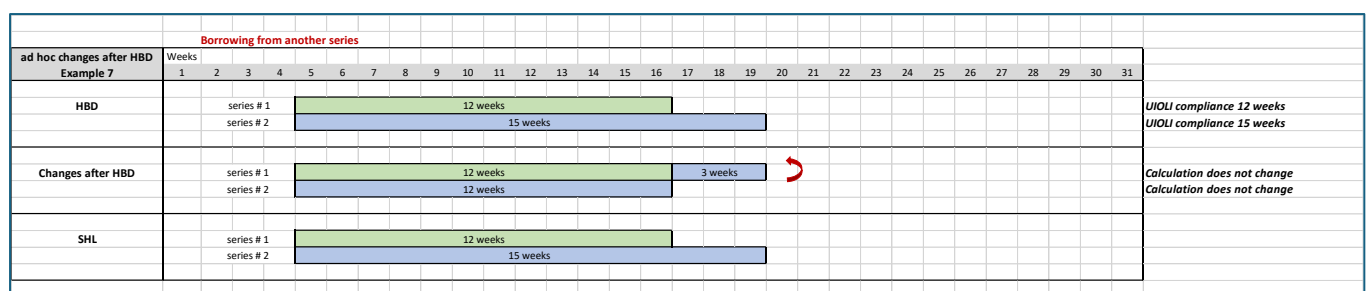 Borrowing from another series
ad hoc changes after HBD Weeks
Example 7 1 2 3 4 5 6 7 8 9 10 11 12 13 14 15 16 17 18 19 20 21 22 23 24 25 26 27 28 29 30 31
HBD series # 1 12 weeks UIOLI compliance 12 weeks
series # 2 15 weeks UIOLI compliance 15 weeks
Changes after HBD series # 1 12 weeks 3 weeks Calculation does not change
series # 2 12 weeks Calculation does not change
SHL series # 1 12 weeks
series # 2 15 weeks